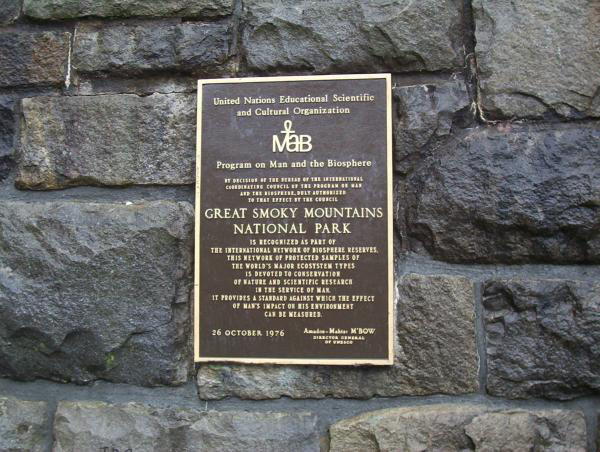 United Nations Educational Scientific
and Cultural Organization
MaB
Program on Man and the Biosphere
BY DECISION OF THE BUREAU OF THE INTERNATIONAL
COORDINATING COUNCIL OF THE PROGRAM ON MAN
AND THE BIOSPHERE, DULY AUTHORIZED
TO THAT EFFECT BY THE COUNCIL
GREAT SMOKY MOUNTAINS
NATIONAL PARK
IS RECOGNIZED AS PART OF
THE INTERNATIONAL NETWORK OF BIOSPHERE RESERVES.
THIS NETWORK OF PROTECTED SAMPLES OF
THE WORLD'S MAJOR ECOSYSTEM TYPES
IS DEVOTED TO CONSERVATION
OF NATURE AND SCIENTIFIC RESEARCH
IN THE SERVICE OF MAN.
IT PROVIDES A STANDARD AGAINST WHICH THE EFFECT
OF MAN'S IMPACT ON HIS ENVIRONMENT
CAN BE MEASURED.
26 OCTOBER 1976
Amadou-Mahtar M'BOW
DIRECTOR GENERAL
OF UNESCO